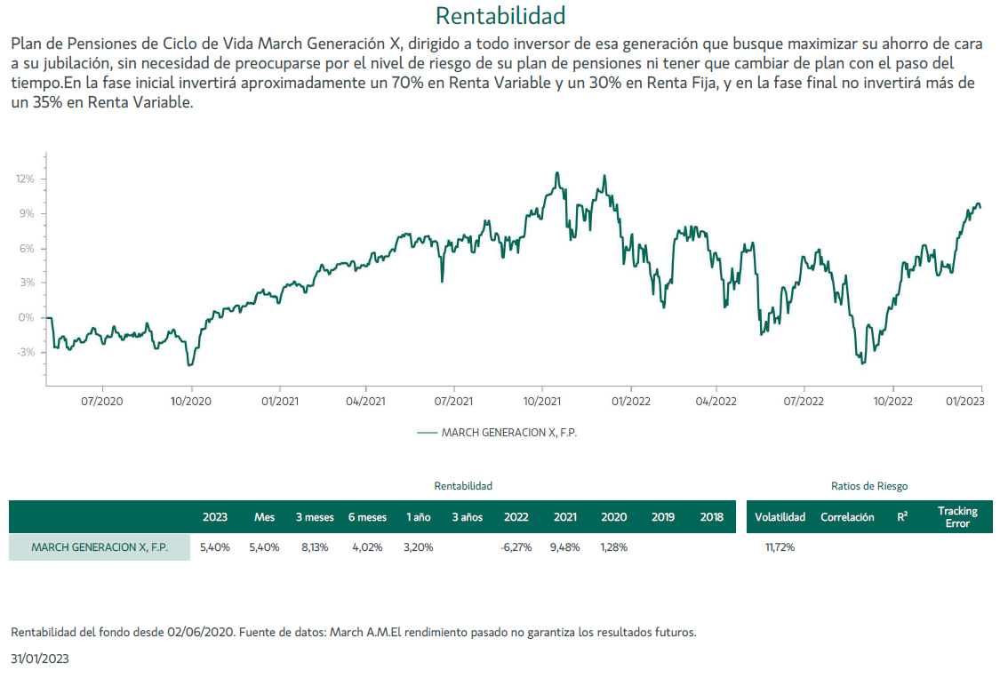 Rentabilidad
Plan de Pensiones de Ciclo de Vida March Generación X, dirigido a todo inversor de esa generación que busque maximizar su ahorro de cara
a su jubilación, sin necesidad de preocuparse por el nivel de riesgo de su plan de pensiones ni tener que cambiar de plan con el paso del
tiempo.En la fase inicial invertirá aproximadamente un 70% en Renta Variable y un 30% en Renta Fija, y en la fase final no invertirá más de
un 35% en Renta Variable.
12%
9%
6%
3%
0%
-3%
07/2020 10/2020 01/2021 04/2021 07/2021 10/2021 01/2022 04/2022 07/2022 10/2022 01/2023
MARCH GENERACION X, F.P.
Rentabilidad Ratios de Riesgo
2023 Mes 3 meses 6 meses 1 año 3 años 2022 2021 2020 2019 2018 Volatilidad Correlación R² Tracking Error
MARCH GENERACION X, F.P. 5,40% 5,40% 8,13% 4,02% 3,20% -6,27% 9,48% 1,28% 11,72%
Rentabilidad del fondo desde 02/06/2020. Fuente de datos: March A.M.El rendimiento pasado no garantiza los resultados futuros.
31/01/2023